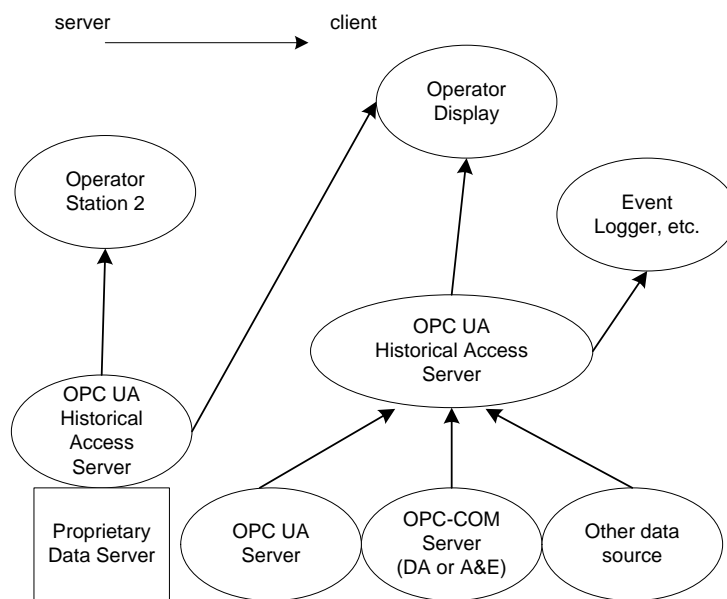 server
client
Operator
Display
Operator
Station 2
Event
Logger, etc.
OPC UA
Historical Access
Server
OPC UA
Historical
Access
Server
Proprietary
Data Server
OPC UA
Server
OPC-COM
Server
(DA or A&E)
Other data
source